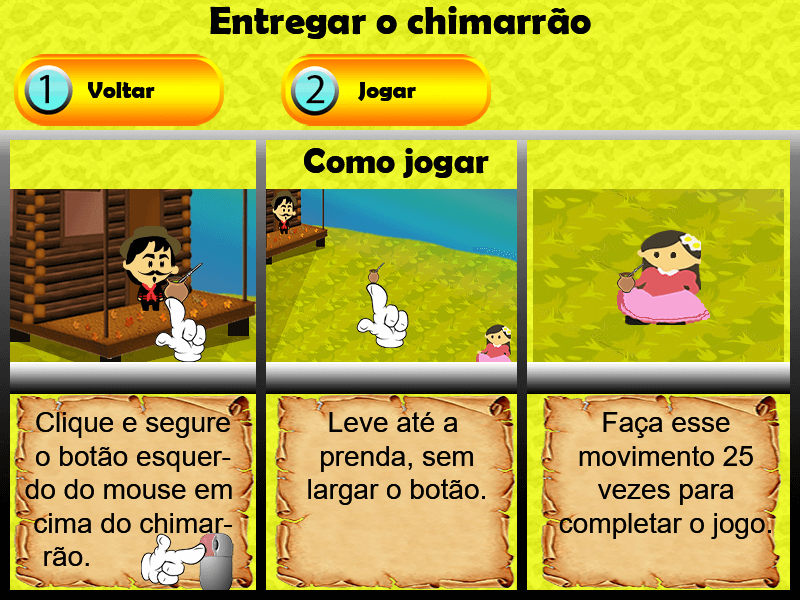 Entregar o chimarrão
1 Voltar
2 Jogar
Como jogar
Clique e segure
o botão esquer-
do do mouse em
cima do chimar-
rão.
Leve até a
prenda, sem
largar o botão.
Faça esse
movimento 25
vezes para
completar o jogo.